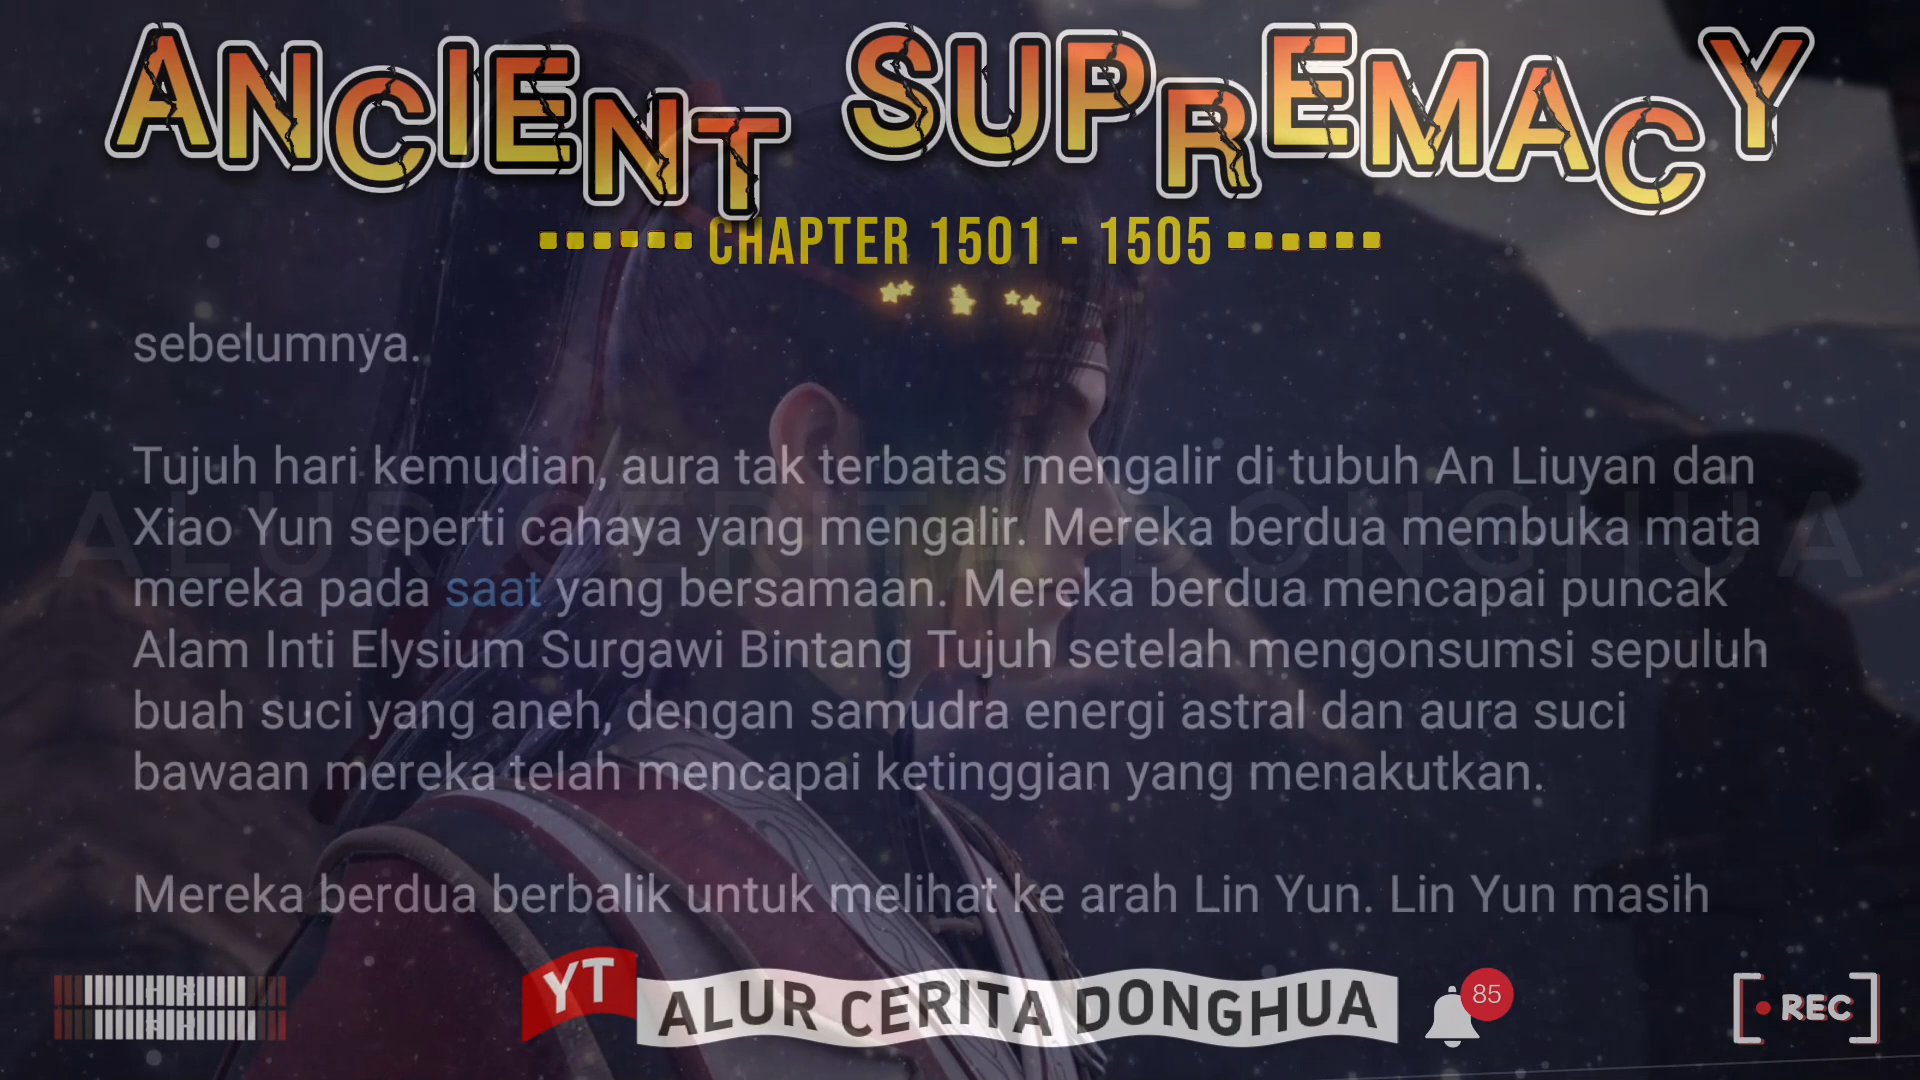 ANCIENT SUPREMACY
CHAPTER 1501 - 1505
sebelumnya.
Tujuh hari kemudian, aura tak terbatas mengalir di tubuh An Liuyan dan
Xiao Yun seperti cahaya yang mengalir. Mereka berdua membuka mata
ALUR CERITA DONGHUA
mereka pada saat yang bersamaan. Mereka berdua mencapai puncak
Alam Inti Elysium Surgawi Bintang Tujuh setelah mengonsumsi sepuluh
buah suci yang aneh, dengan samudra energi astral dan aura suci
bawaan mereka telah mencapai ketinggian yang menakutkan.
Mereka berdua berbalik untuk melihat ke arah Lin Yun. Lin Yun masih
YT ALUR CERITA DONGHUA
85
REC